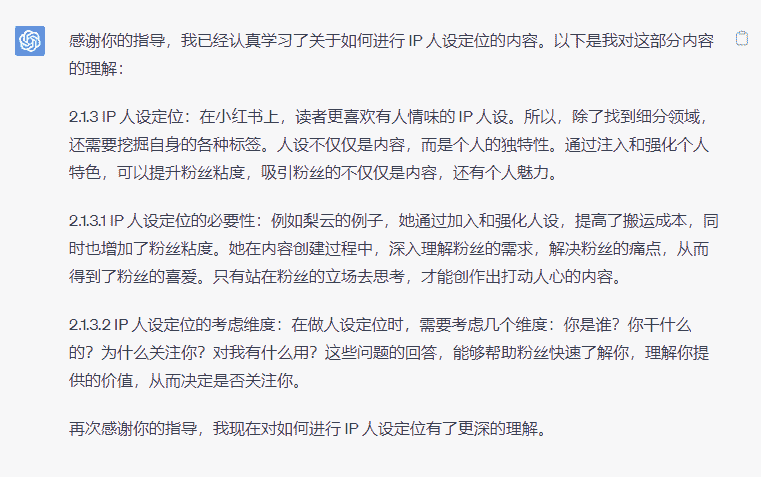 感谢你的指导，我已经认真学习了关于如何进行 IP 人设定位的内容。以下是我对这部分内容
的理解：
2.1.3 IP 人设定位：在小红书上，读者更喜欢有人情味的 IP 人设。所以，除了找到细分领域，
还需要挖掘自身的各种标签。人设不仅仅是内容，而是个人的独特性。通过注入和强化个人
特色，可以提升粉丝粘度，吸引粉丝的不仅仅是内容，还有个人魅力。
2.1.3.1 IP 人设定位的必要性：例如梨云的例子，她通过加入和强化人设，提高了搬运成本，同
时也增加了粉丝粘度。她在内容创建过程中，深入理解粉丝的需求，解决粉丝的痛点，从而
得到了粉丝的喜爱。只有站在粉丝的立场去思考，才能创作出打动人心的内容。
2.1.3.2 IP 人设定位的考虑维度：在做人设定位时，需要考虑几个维度：你是谁？你干什么
的？为什么关注你？对我有什么用？这些问题的回答，能够帮助粉丝快速了解你，理解你提
供的价值，从而决定是否关注你。
再次感谢你的指导，我现在对如何进行 IP 人设定位有了更深的理解。